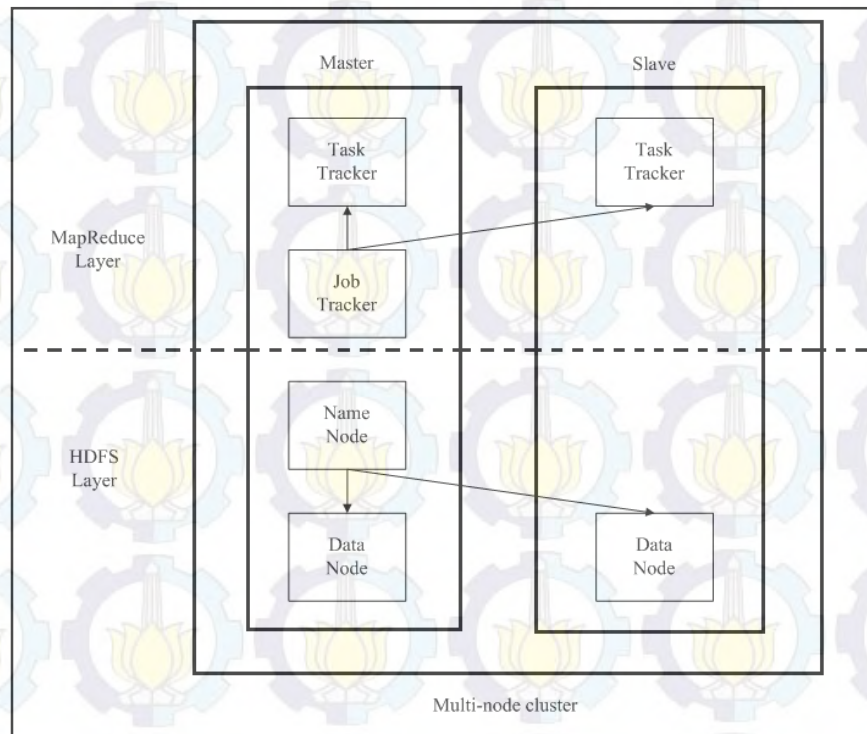 Master
Slave
Task
Tracker
Task
Tracker
MapReduce
Layer
Job
Tracker
Name
Node
HDFS
Layer
Data
Node
Data
Node
Multi-node cluster